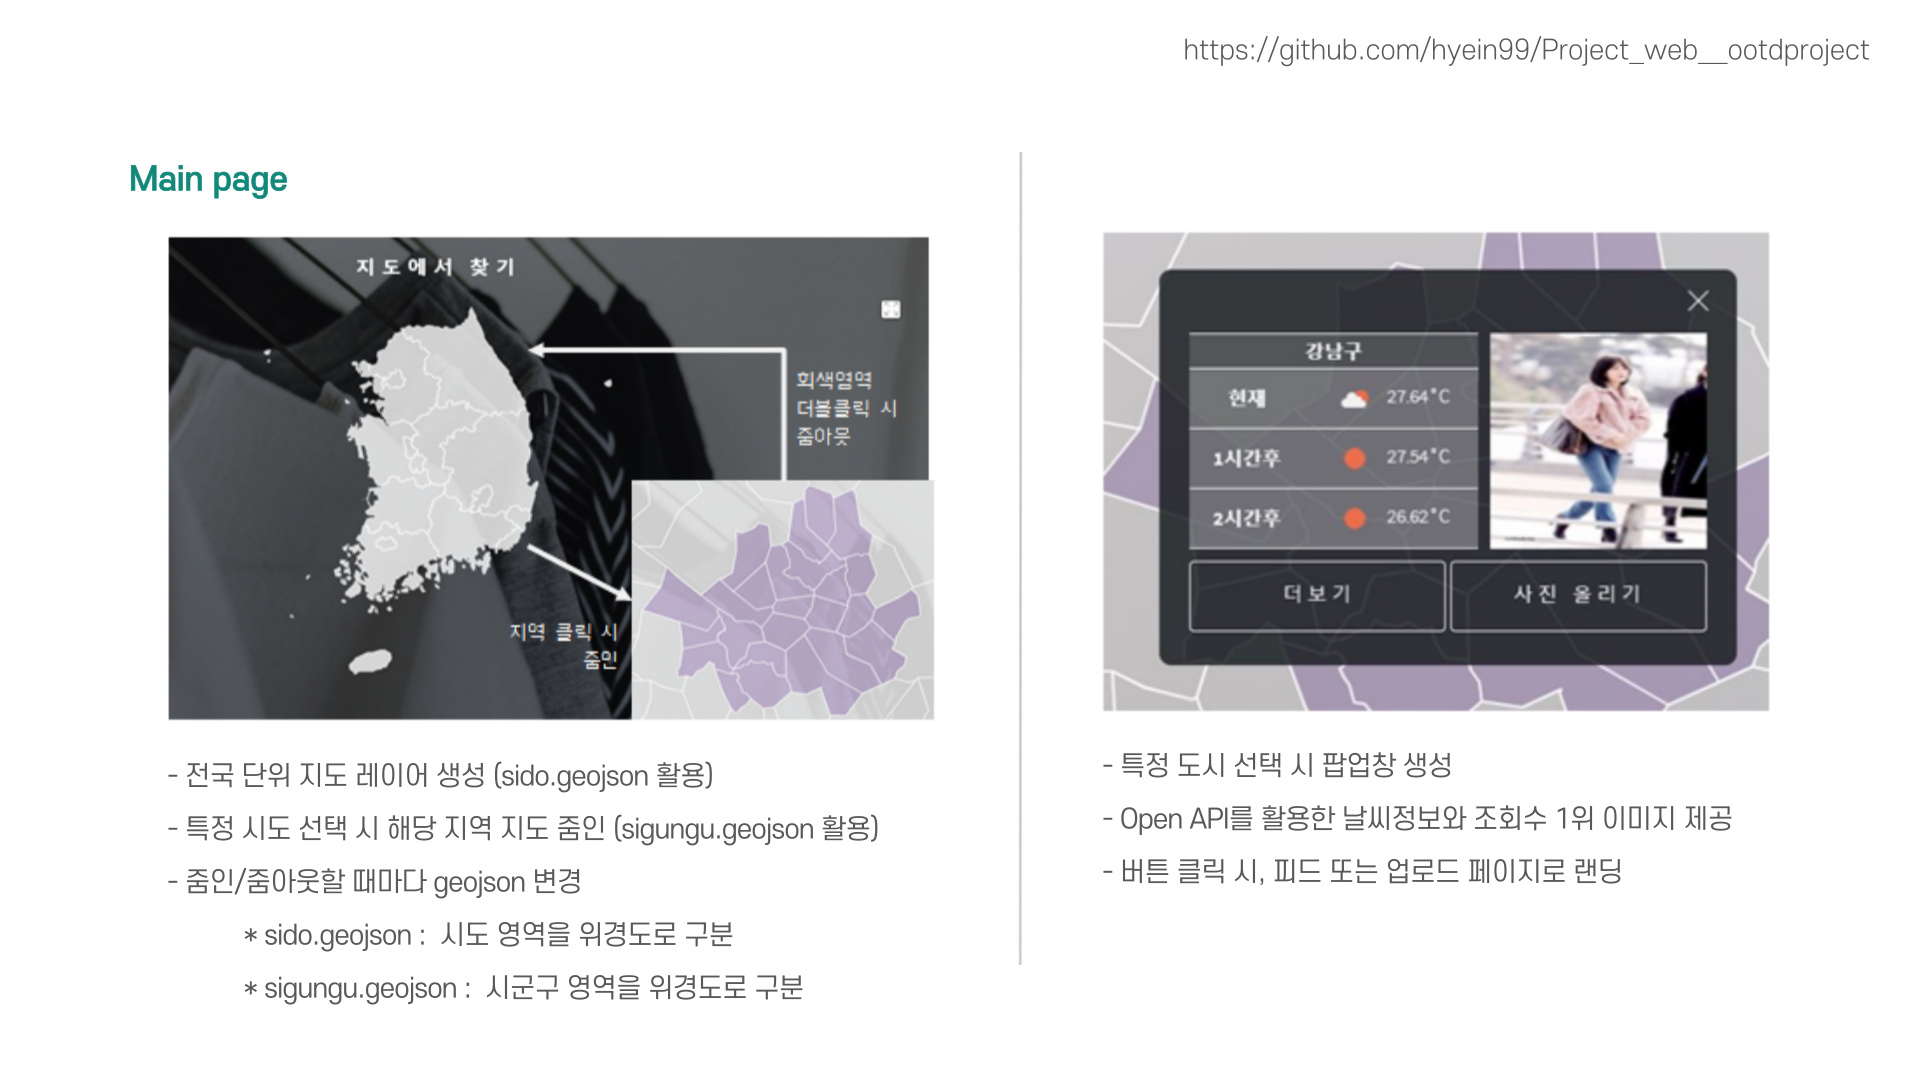 https://github.com/hyein99/Project_web__ootdproject
Main page
지도에서 찾기
회색영역
더블클릭 시
줌아웃
지역 클릭 시
줌인
- 전국 단위 지도 레이어 생성 (sido.geojson 활용)
- 특정 시도 선택 시 해당 지역 지도 줌인 (sigungu.geojson 활용)
- 줌인/줌아웃할 때마다 geojson 변경
* sido.geojson : 시도 영역을 위경도로 구분
* sigungu.geojson : 시군구 영역을 위경도로 구분
강남구
현재 27.64°C
1시간후 27.54°C
2시간후 26.62°C
더보기 사진 올리기
- 특정 도시 선택 시 팝업창 생성
- Open API를 활용한 날씨정보와 조회수 1위 이미지 제공
- 버튼 클릭 시, 피드 또는 업로드 페이지로 랜딩